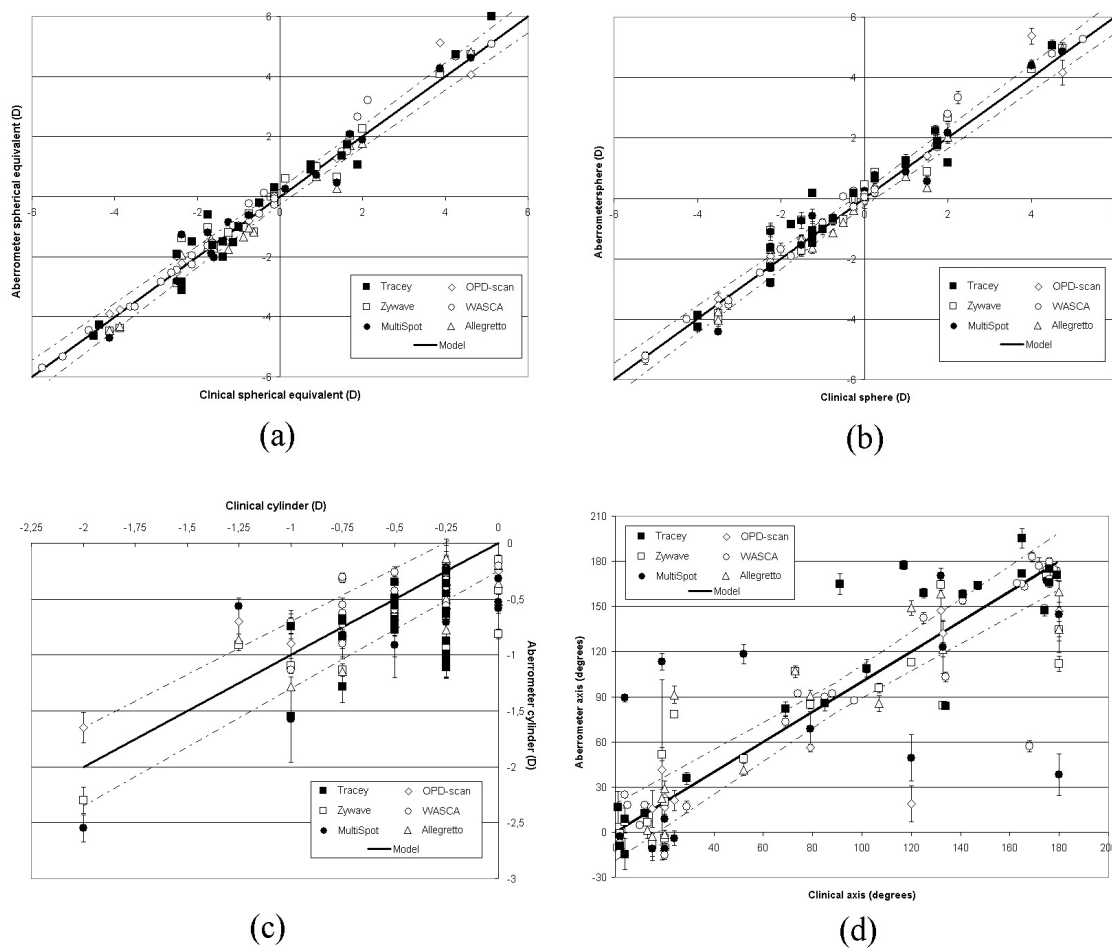 6
4
2
-6 -4 -2 0 2 4 6
-2
-4
-6
Aberrometer spherical equivalent (D)
Tracey OPD-scan
Zywave WASCA
MultiSpot Allegretto
Model
Clnical spherical equivalent (D)
(a)
6
4
2
-6 -4 -2 0 2 4
-2
-4
-6
Aberrometersphere (D)
Tracey OPD-scan
Zywave WASCA
MultiSpot Allegretto
Model
Clinical sphere (D)
(b)
Clinical cylinder (D)
-2,25 -2 -1,75 -1,5 -1,25 -1 -0,75 -0,5 -0,25 0
0
-0,5
-1
-1,5
-2
-2,5
-3
Aberrometer cylinder (D)
Tracey OPD-scan
Zywave WASCA
MultiSpot Allegretto
Model
(c)
210
180
150
120
90
60
30
0
-30
Aberrometer axis (degrees)
Tracey OPD-scan
Zywave WASCA
MultiSpot Allegretto
Model
20 40 60 80 100 120 140 160 180 200
Clinical axis (degrees)
(d)